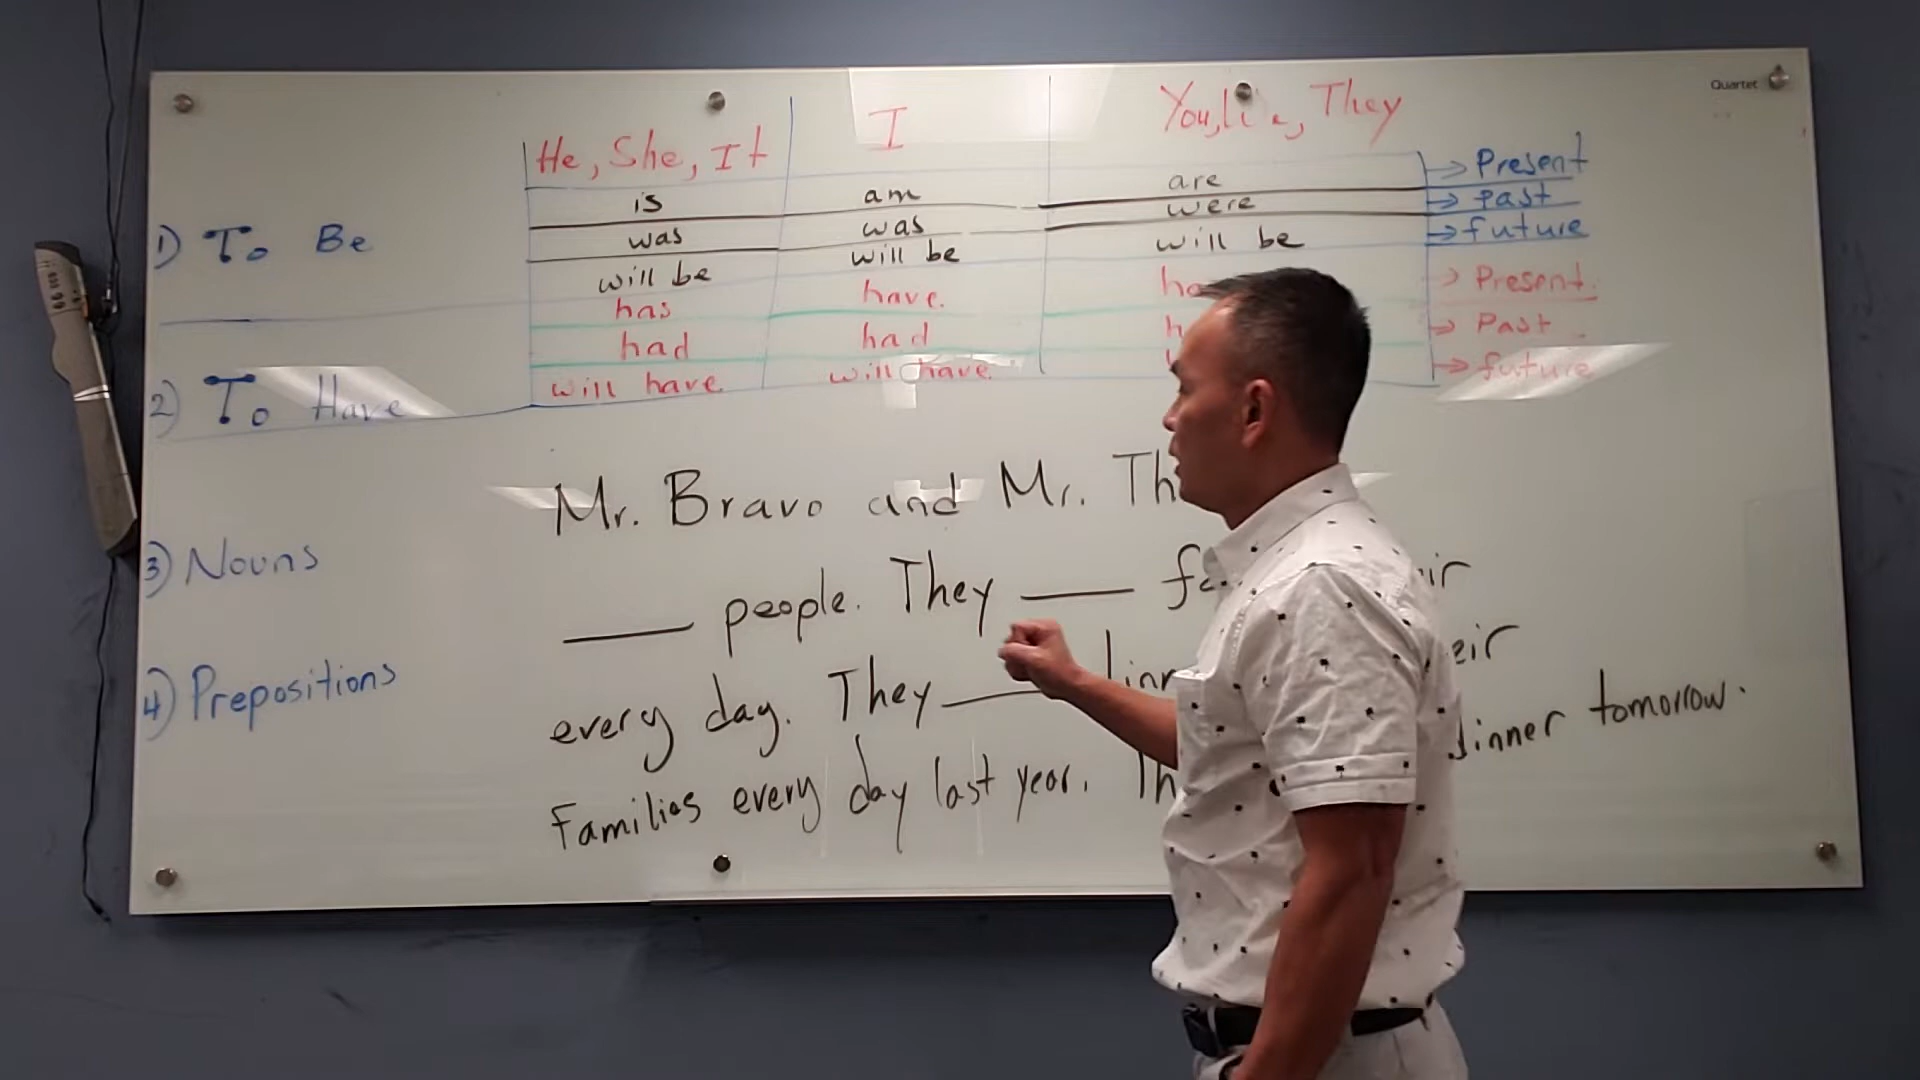 Quartet
He, She, It I You, They
is am are → Present
1) To Be was was were → Past
will be will be will be → future
has have. → Present.
had had → Past.
2) To Have will have. will have. → future
Mr. Bravo and Mr.
3) Nouns ____ people. They ____
4) Prepositions every day. They ____
Families every day last year. dinner tomorrow.